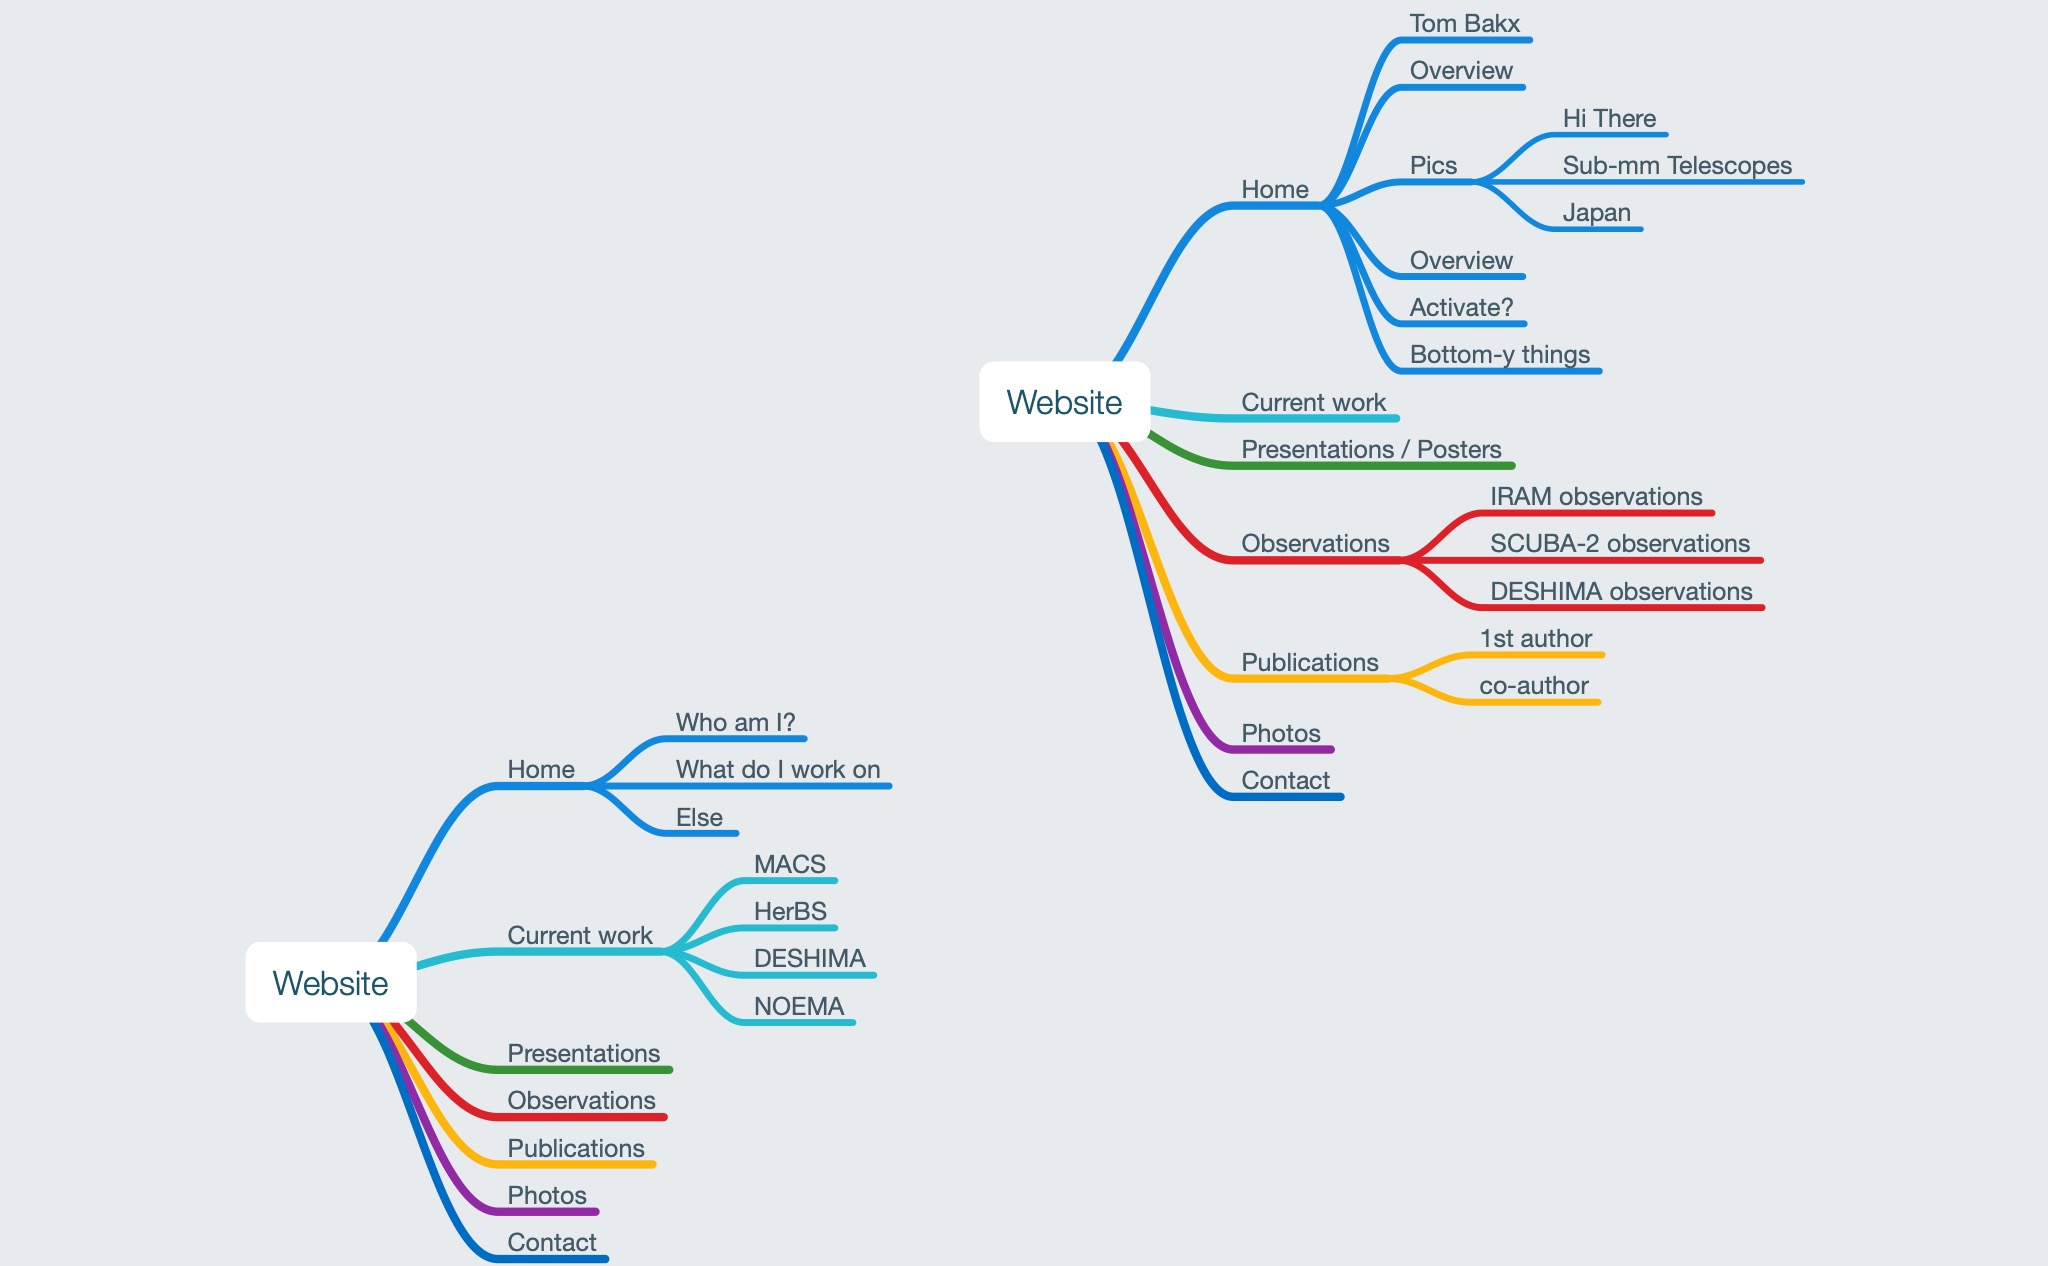 Tom Bakx
Overview
Hi There
Pics
Sub-mm Telescopes
Home
Japan
Overview
Activate?
Bottom-y things
Website
Current work
Presentations / Posters
IRAM observations
Observations
SCUBA-2 observations
DESHIMA observations
1st author
Publications
co-author
Photos
Contact
Who am I?
Home
What do I work on
Else
MACS
HerBS
Current work
DESHIMA
Website
NOEMA
Presentations
Observations
Publications
Photos
Contact